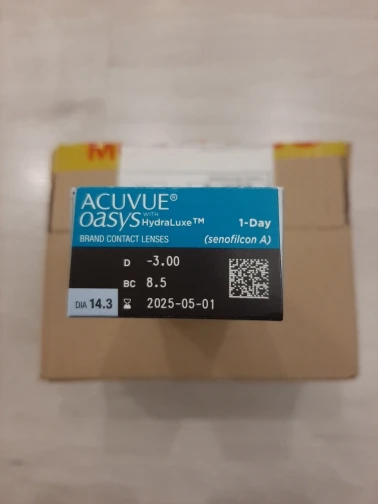 ACUVUE®
OASYS WITH HydraLuxe™ 1-Day
BRAND CONTACT LENSES (senofilcon A)
D -3.00
BC 8.5
DIA 14.3 2025-05-01